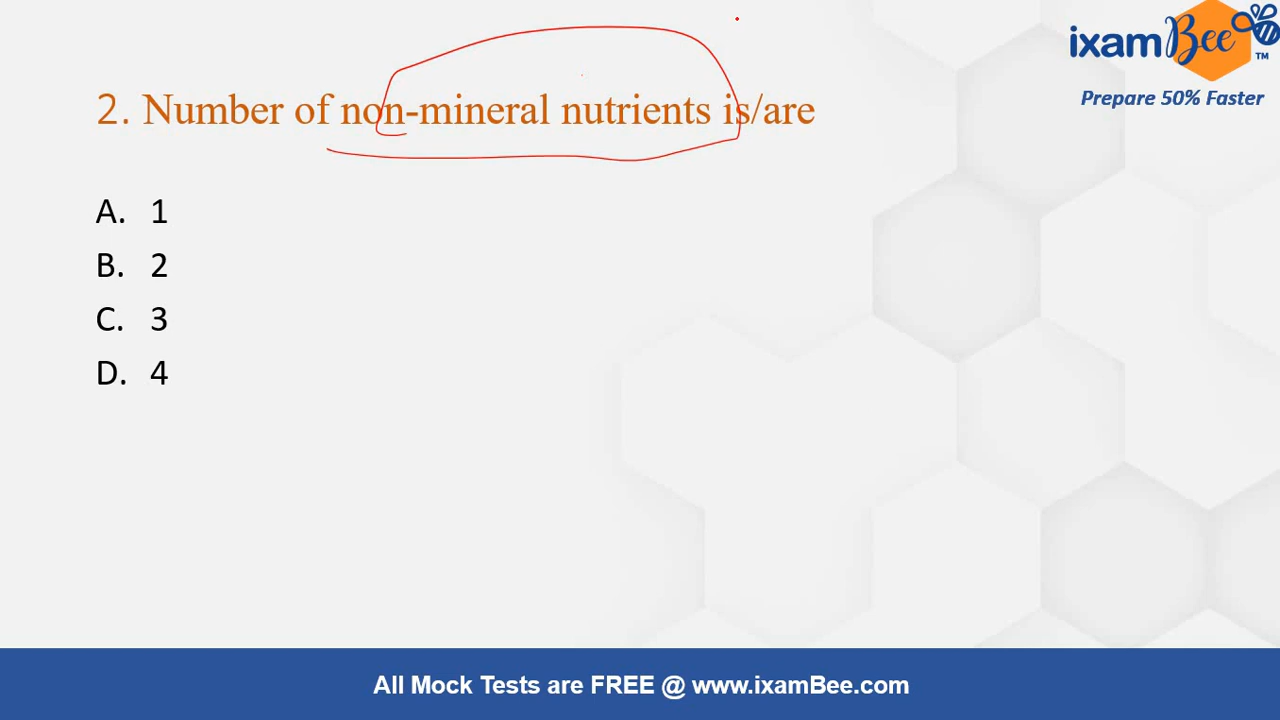 ixamBee
TM
Prepare 50% Faster
2. Number of non-mineral nutrients is/are
A. 1
B. 2
C. 3
D. 4
All Mock Tests are FREE @ www.ixamBee.com